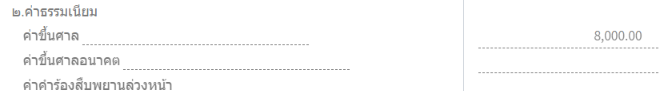 ๒.ค่าธรรมเนียม
ค่าขึ้นศาล 8,000.00
ค่าขึ้นศาลอนาคต
ค่าคำร้องสืบพยานล่วงหน้า